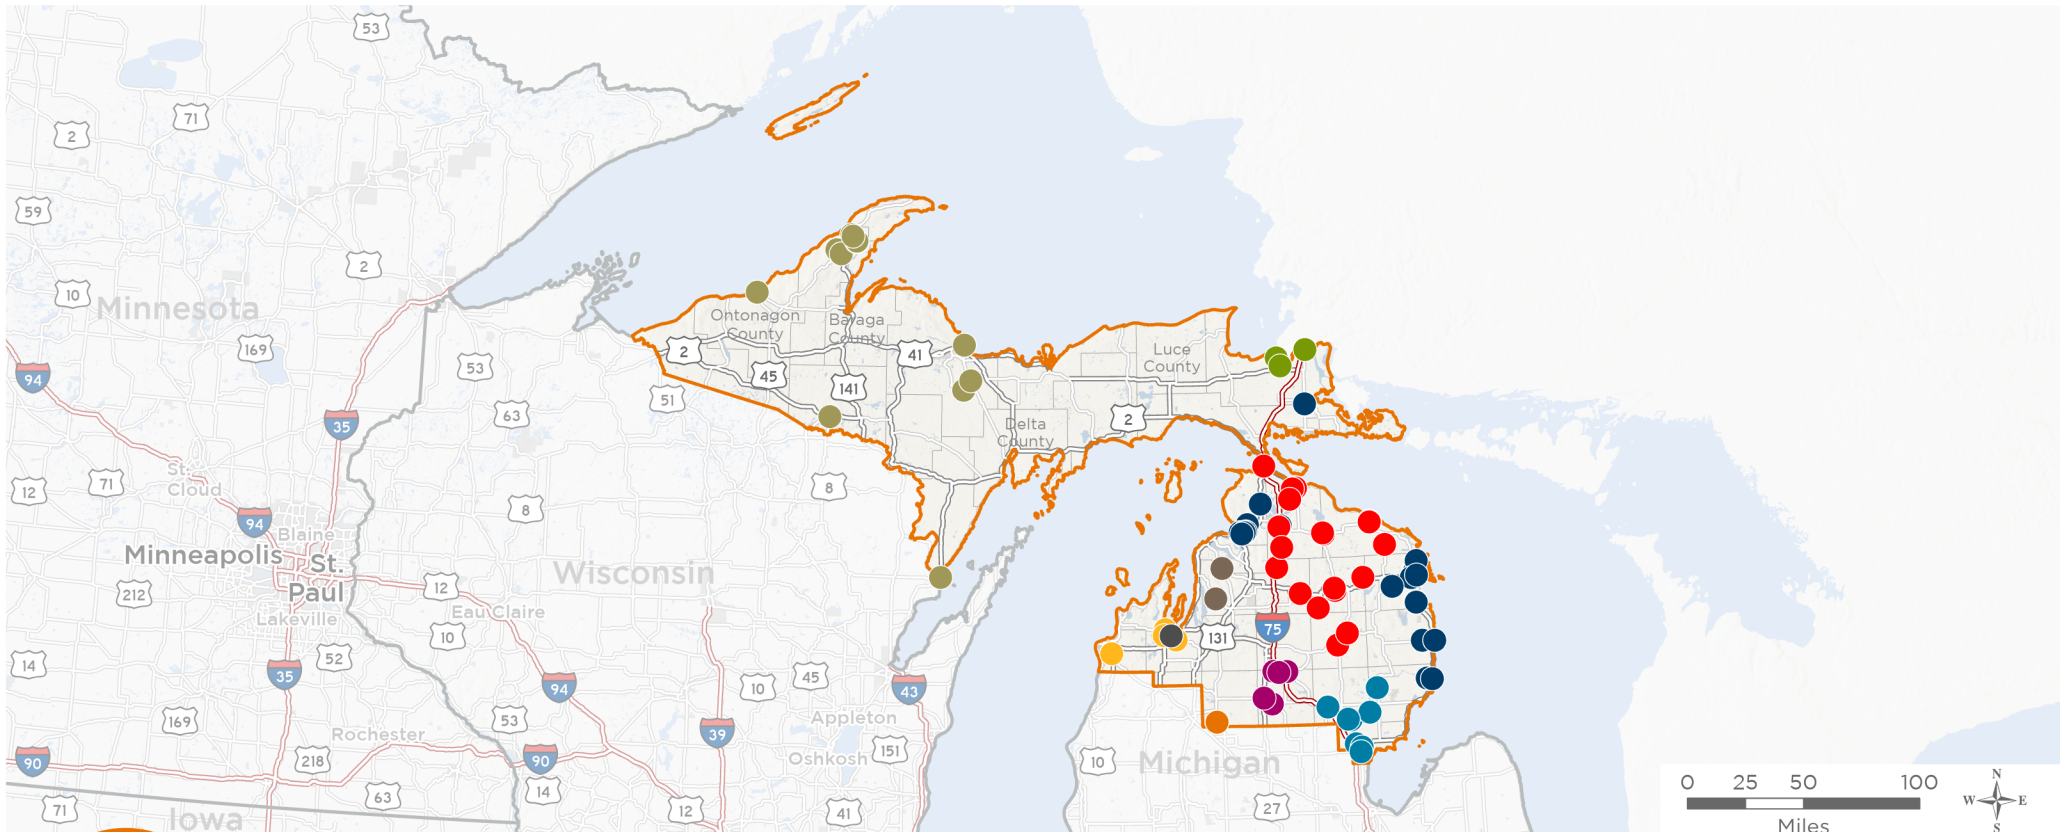 53
71
2
59
2
10
Minnesota
169
94
53
35
63
51
St.
Cloud
71
12
94
8
8
Blaine
Minneapolis
St.
Paul
212
Lakeville
12
Eau Claire
10
Wisconsin
14
52
35
94
10
45
43
169
53
39
Appleton
Rochester
Oshkosh
151
218
90
90
71
63
14
12
41
Iowa
Ontonagon
County
Baraga
County
2
45
141
41
Luce
County
2
Delta
County
131
75
10
Michigan
27
0 25 50 100
Miles
N
W E
S